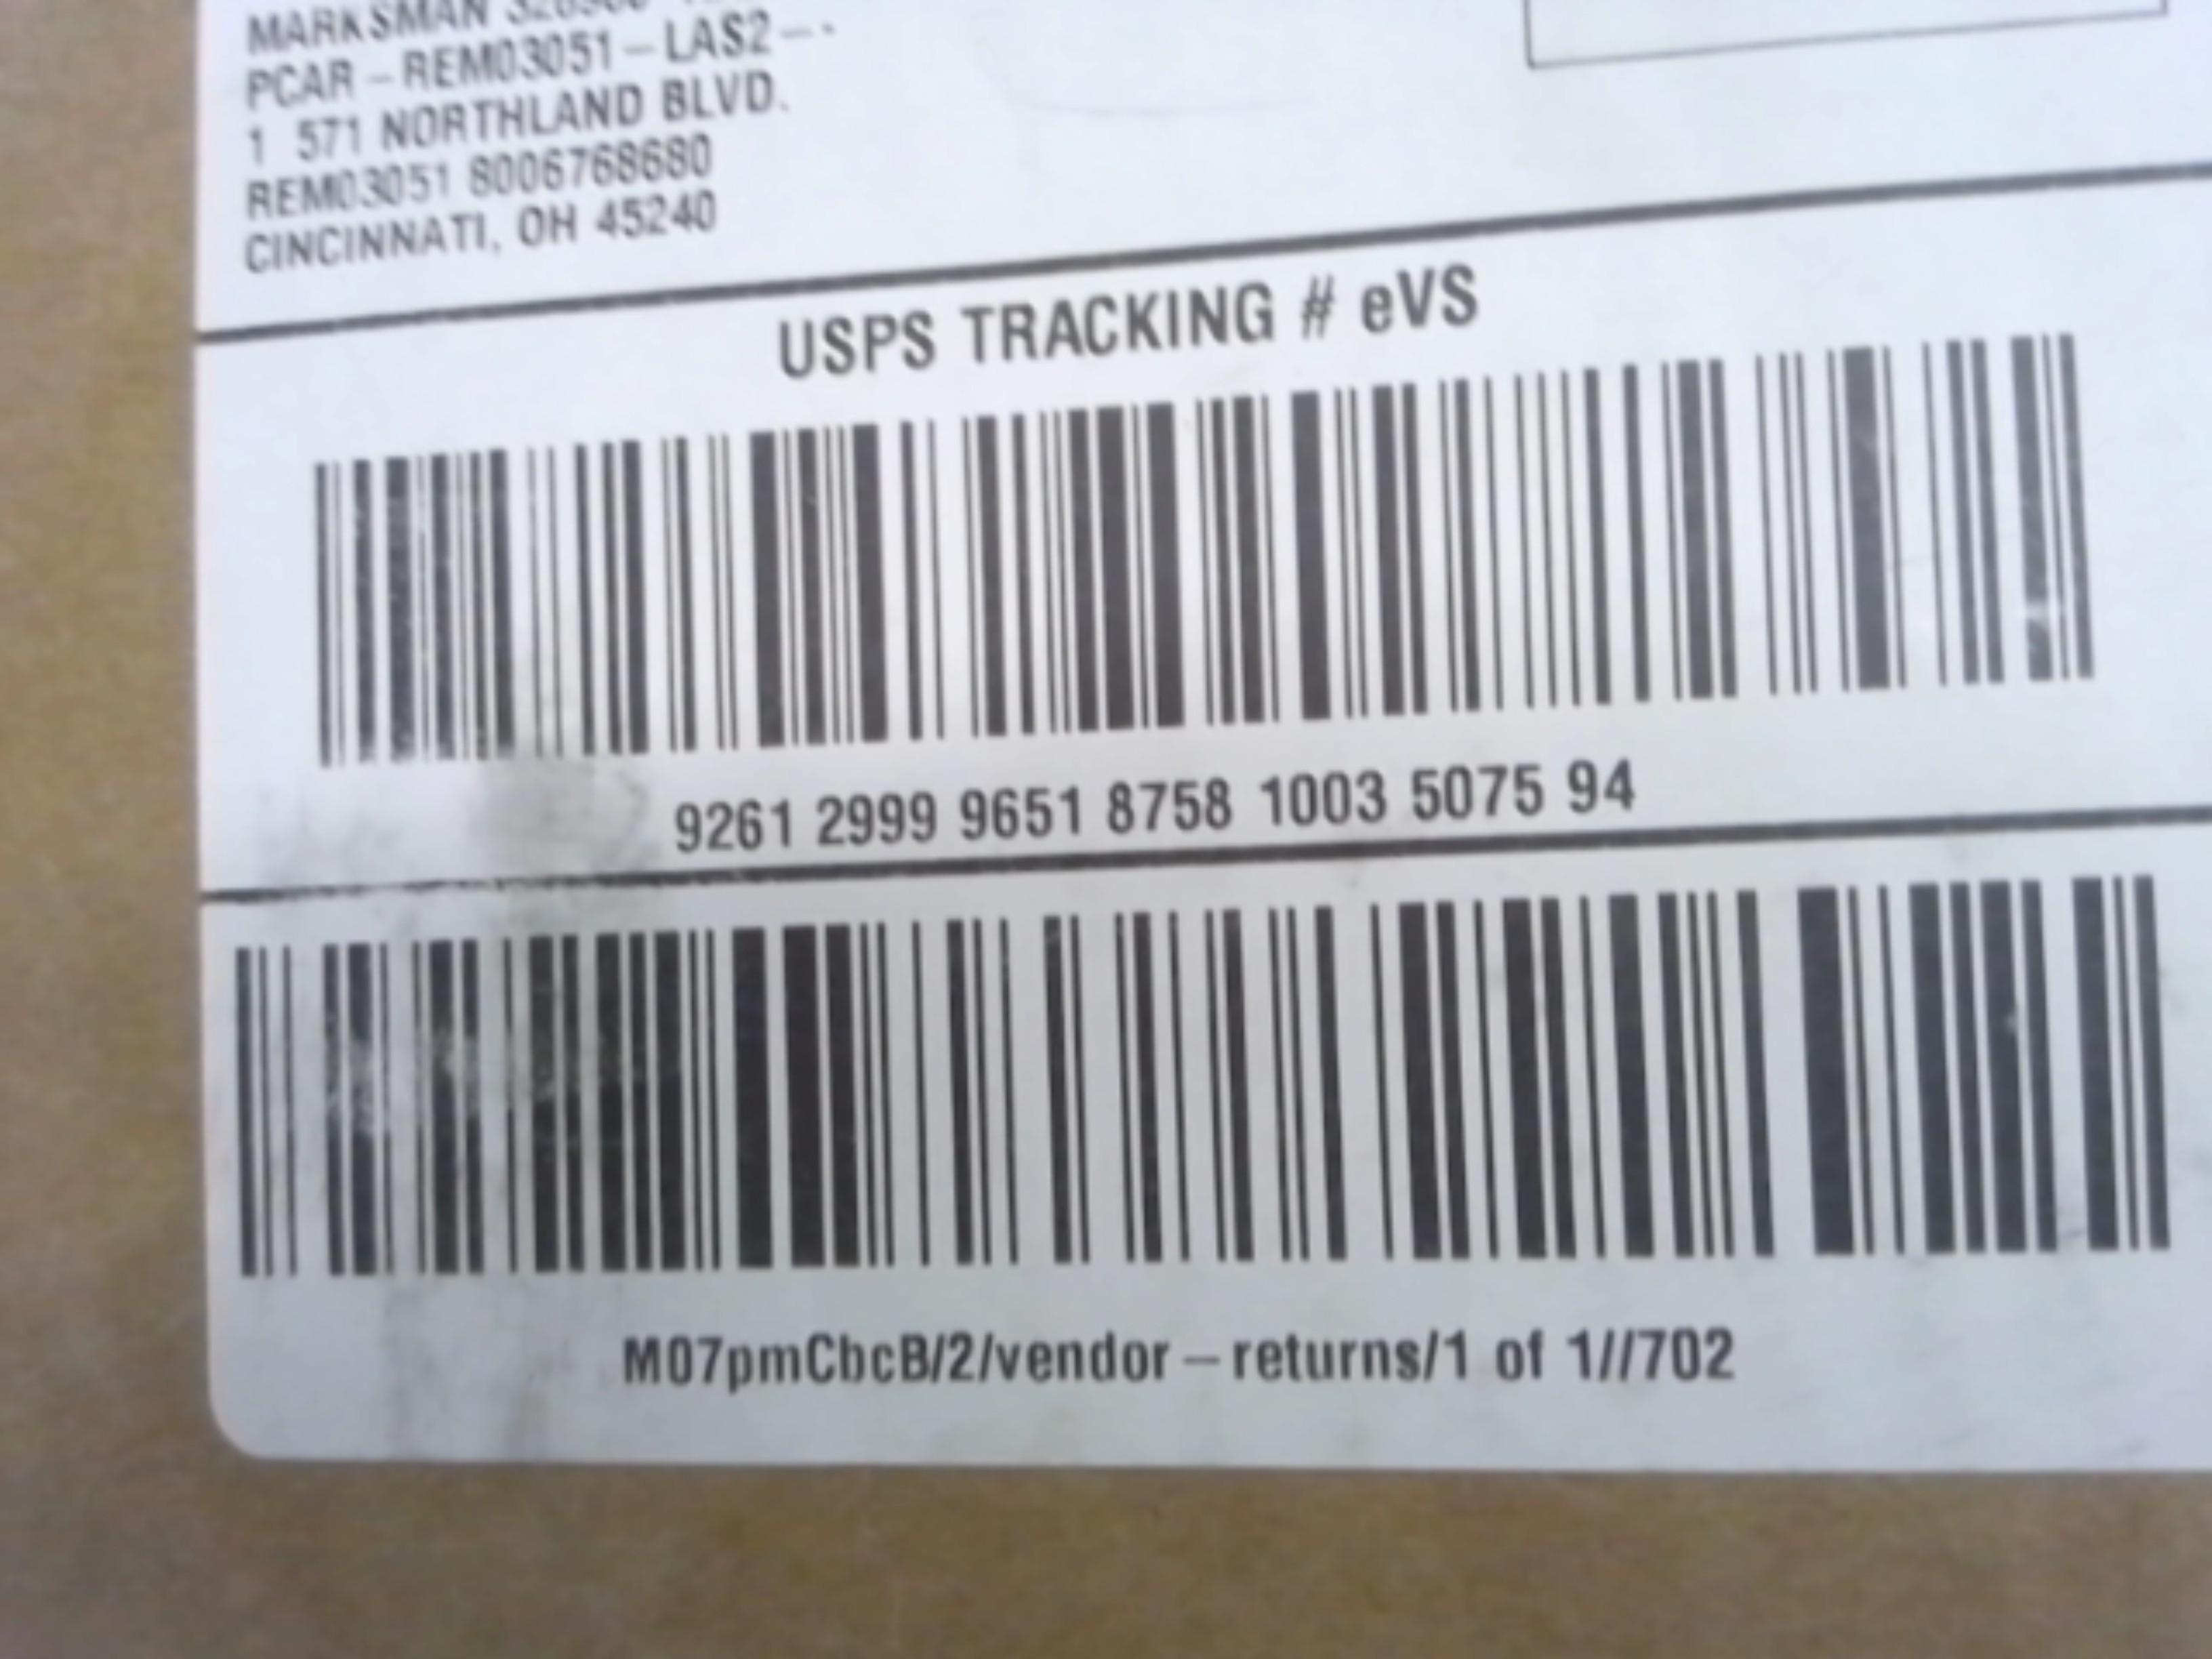 MARKSMAN
PCAR-REM03051-LAS2--
1 571 NORTHLAND BLVD.
REM03051 8006768680
CINCINNATI, OH 45240
USPS TRACKING # eVS
9261 2999 9651 8758 1003 5075 94
M07pmCbcB/2/vendor-returns/1 of 1//702